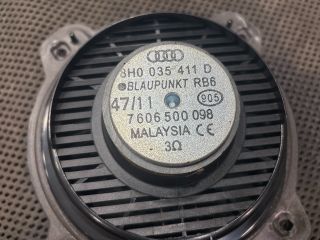 8H0 035 411 D
BLAUPUNKT RB6
47/11 905
7 606 500 098
MALAYSIA CE
3Ω